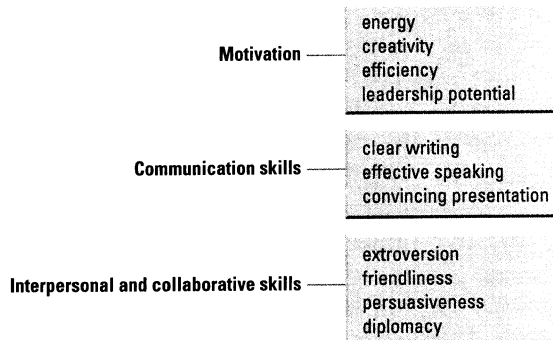 energy
creativity
Motivation
efficiency
leadership potential
clear writing
Communication skills
effective speaking
convincing presentation
extroversion
friendliness
Interpersonal and collaborative skills
persuasiveness
diplomacy